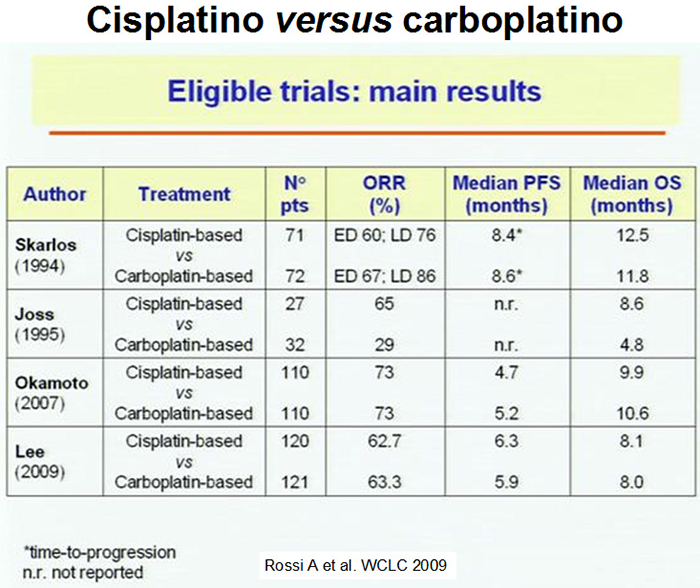 Cisplatino versus carboplatino
Eligible trials: main results
Author Treatment N° pts ORR (%) Median PFS (months) Median OS (months)
Skarlos (1994) Cisplatin-based 71 ED 60; LD 76 8.4* 12.5
vs
Carboplatin-based 72 ED 67; LD 86 8.6* 11.8
Joss (1995) Cisplatin-based 27 65 n.r. 8.6
vs
Carboplatin-based 32 29 n.r. 4.8
Okamoto (2007) Cisplatin-based 110 73 4.7 9.9
vs
Carboplatin-based 110 73 5.2 10.6
Lee (2009) Cisplatin-based 120 62.7 6.3 8.1
vs
Carboplatin-based 121 63.3 5.9 8.0
*time-to-progression
n.r. not reported
Rossi A et al. WCLC 2009